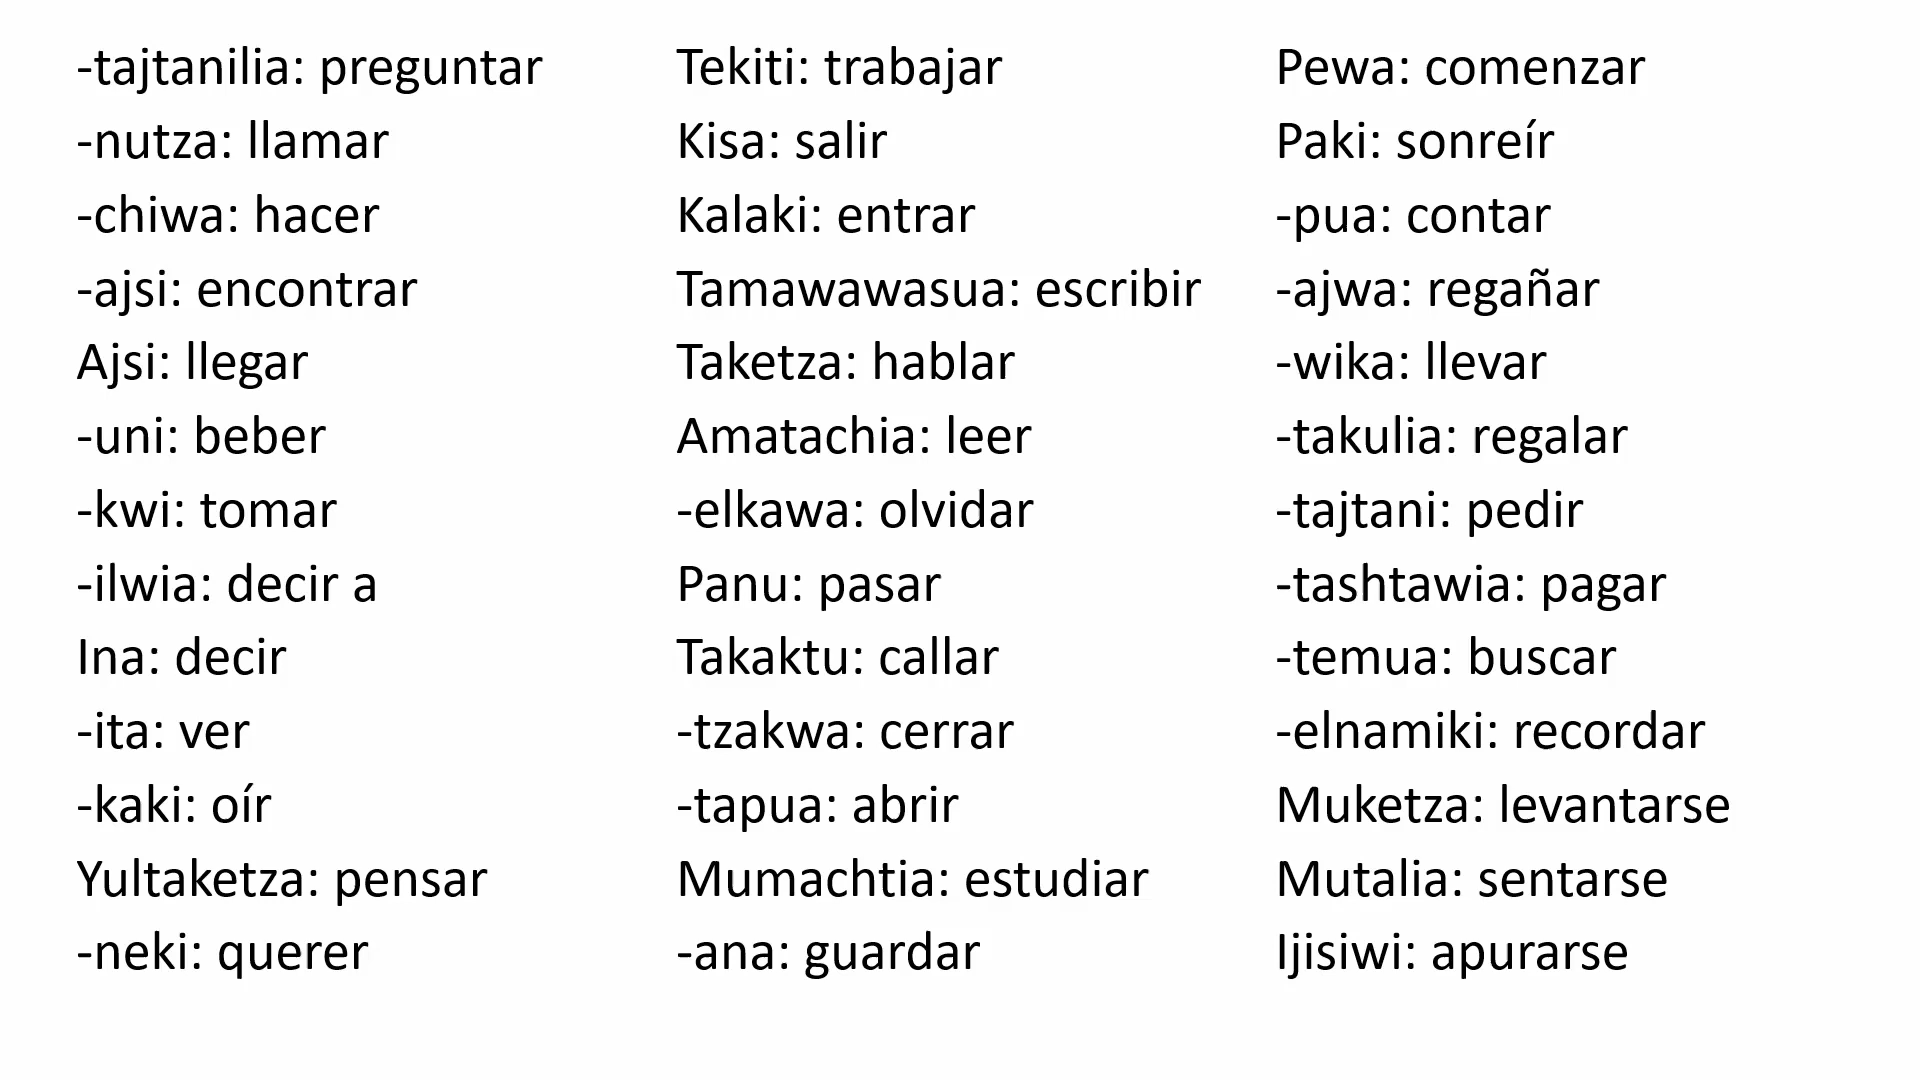 -tajtanilia: preguntar
-nutza: llamar
-chiwa: hacer
-ajsi: encontrar
Ajsi: llegar
-uni: beber
-kwi: tomar
-ilwia: decir a
Ina: decir
-ita: ver
-kaki: oír
Yultaketza: pensar
-neki: querer
Tekiti: trabajar
Kisa: salir
Kalaki: entrar
Tamawawasua: escribir
Taketza: hablar
Amatachia: leer
-elkawa: olvidar
Panu: pasar
Takaktu: callar
-tzakwa: cerrar
-tapua: abrir
Mumachtia: estudiar
-ana: guardar
Pewa: comenzar
Paki: sonreír
-pua: contar
-ajwa: regañar
-wika: llevar
-takulia: regalar
-tajtani: pedir
-tashtawia: pagar
-temua: buscar
-elnamiki: recordar
Muketza: levantarse
Mutalia: sentarse
Ijisiwi: apurarse